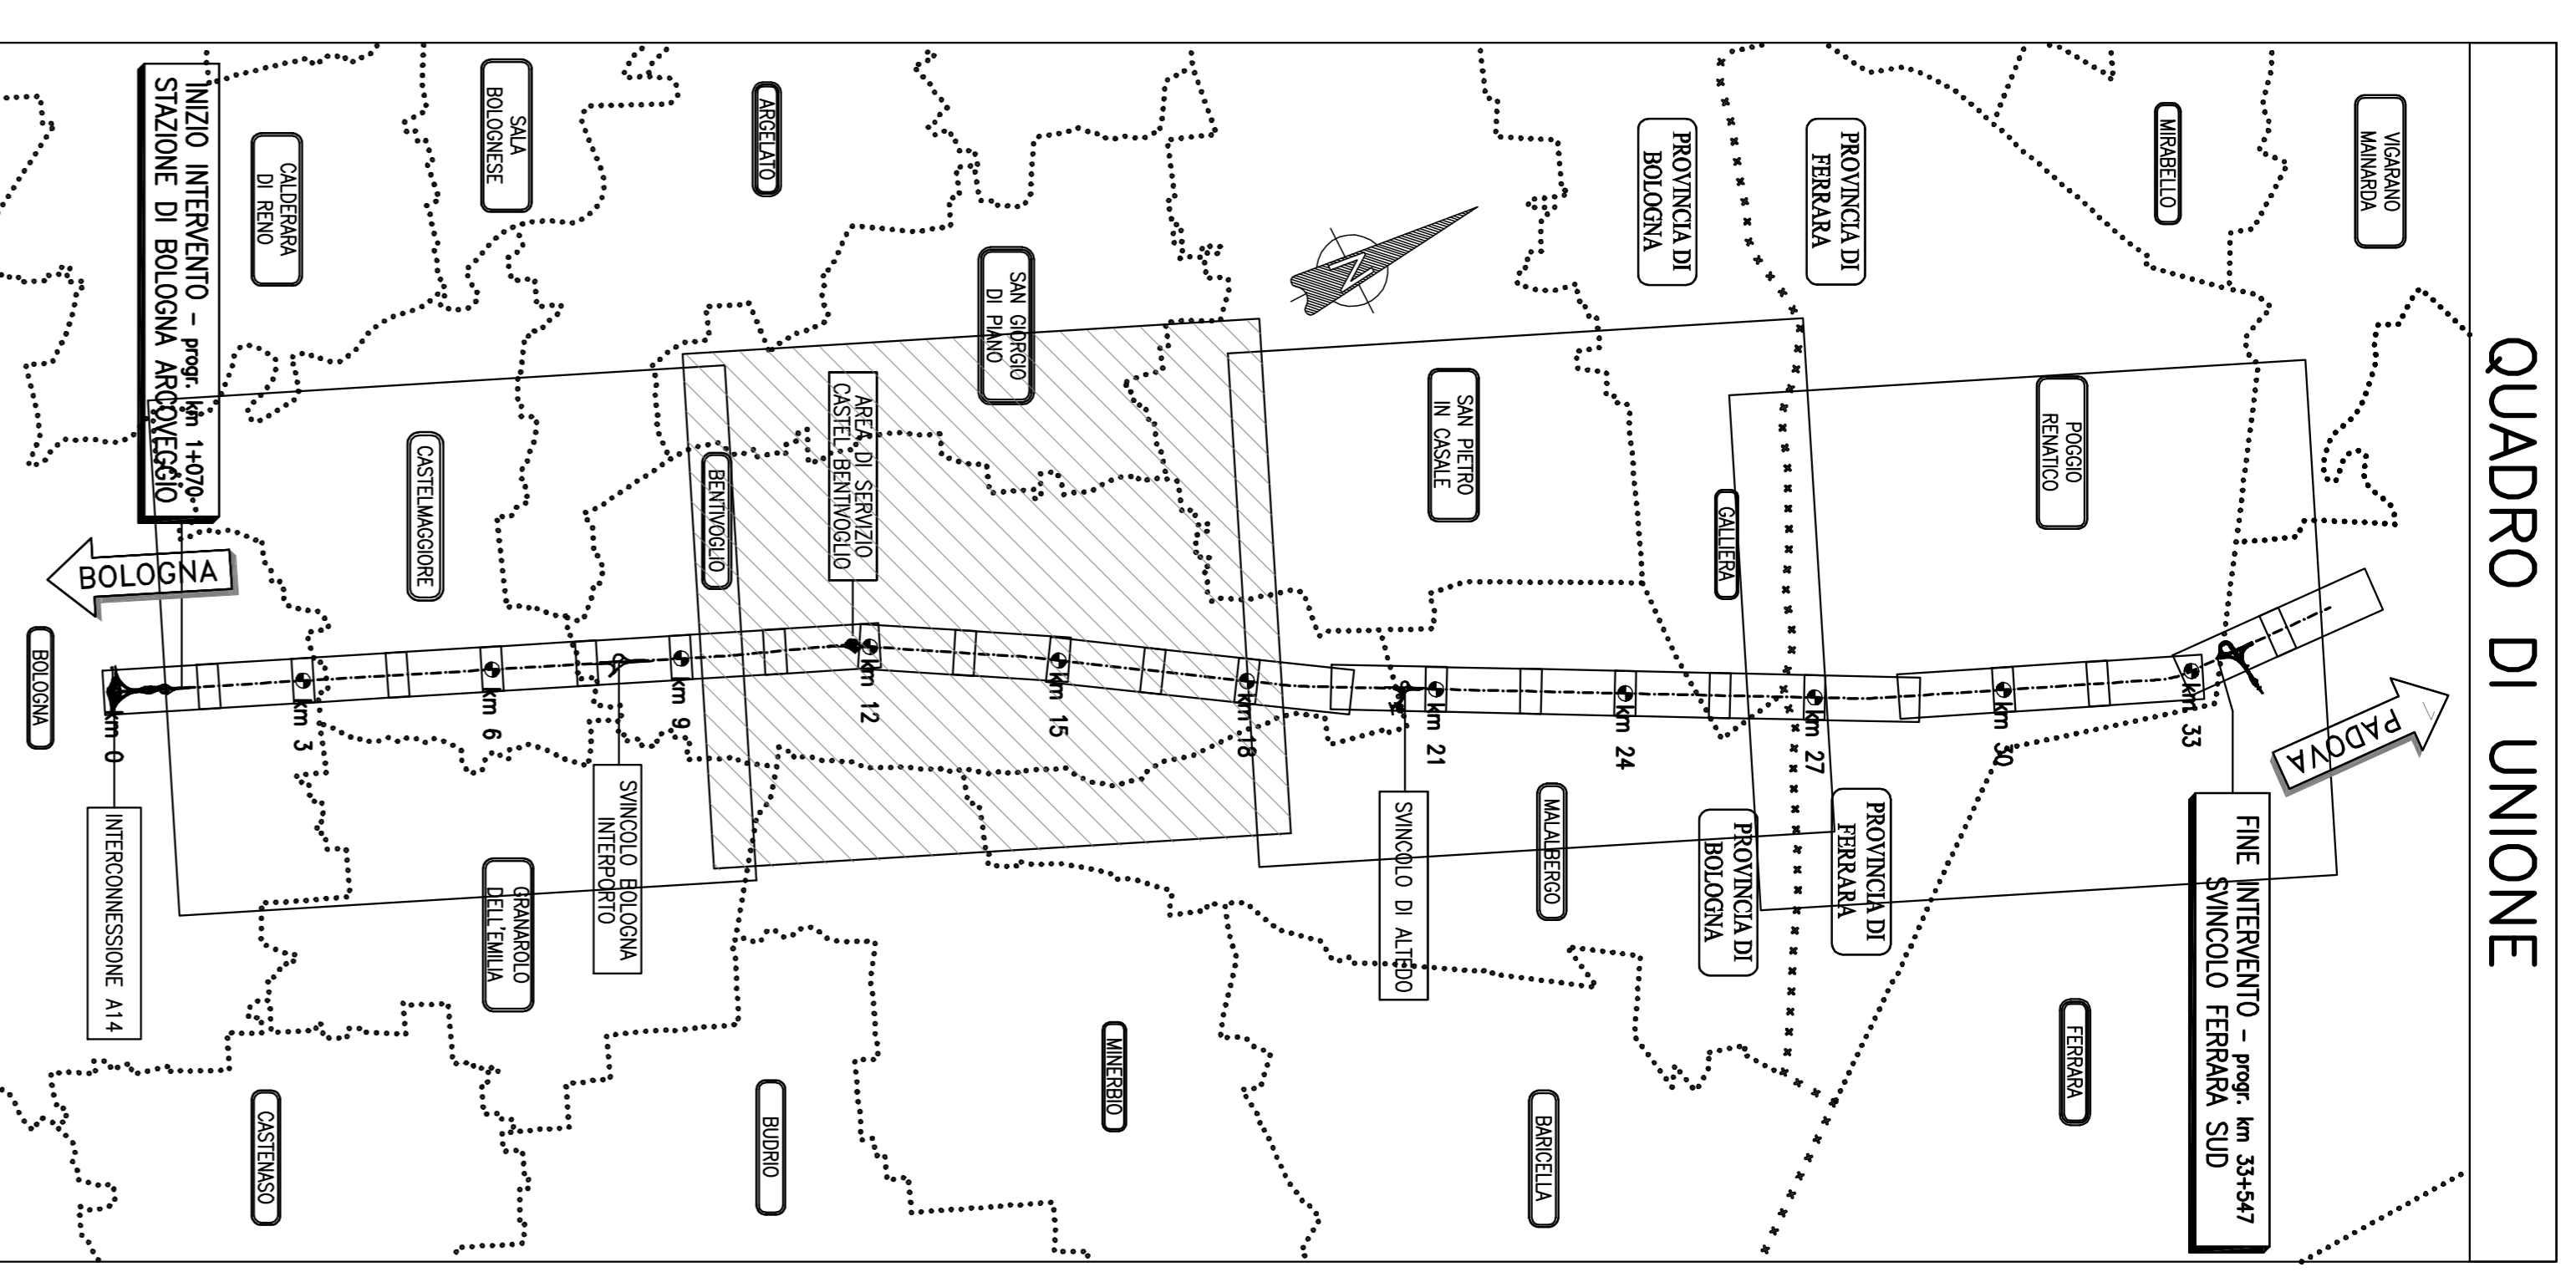 QUADRO DI UNIONE
VIGARANO
MAINARDA
MIRABELLO
PROVINCIA DI
FERRARA
PROVINCIA DI
BOLOGNA
N
ARGELATO
SALA
BOLOGNESE
CALDERARA
DI RENO
INIZIO INTERVENTO - progr. km 1+070
STAZIONE DI BOLOGNA ARCOVEGGIO
SAN GIORGIO
DI PIANO
POGGIO
RENATICO
SAN PIETRO
IN CASALE
GALLIERA
AREA DI SERVIZIO
CASTEL BENTIVOGLIO
BENTIVOGLIO
CASTELMAGGIORE
BOLOGNA
BOLOGNA
km 0
km 3
km 6
km 9
km 12
km 15
km 18
km 21
km 24
km 27
km 30
km 33
PADOVA
FINE INTERVENTO - progr. km 33+547
SVINCOLO FERRARA SUD
PROVINCIA DI
FERRARA
PROVINCIA DI
BOLOGNA
MALALBERGO
SVINCOLO DI ALTEDO
SVINCOLO BOLOGNA
INTERPORTO
GRANAROLO
DELL'EMILIA
INTERCONNESSIONE A14
FERRARA
BARICELLA
MINERBIO
BUDRIO
CASTENASO